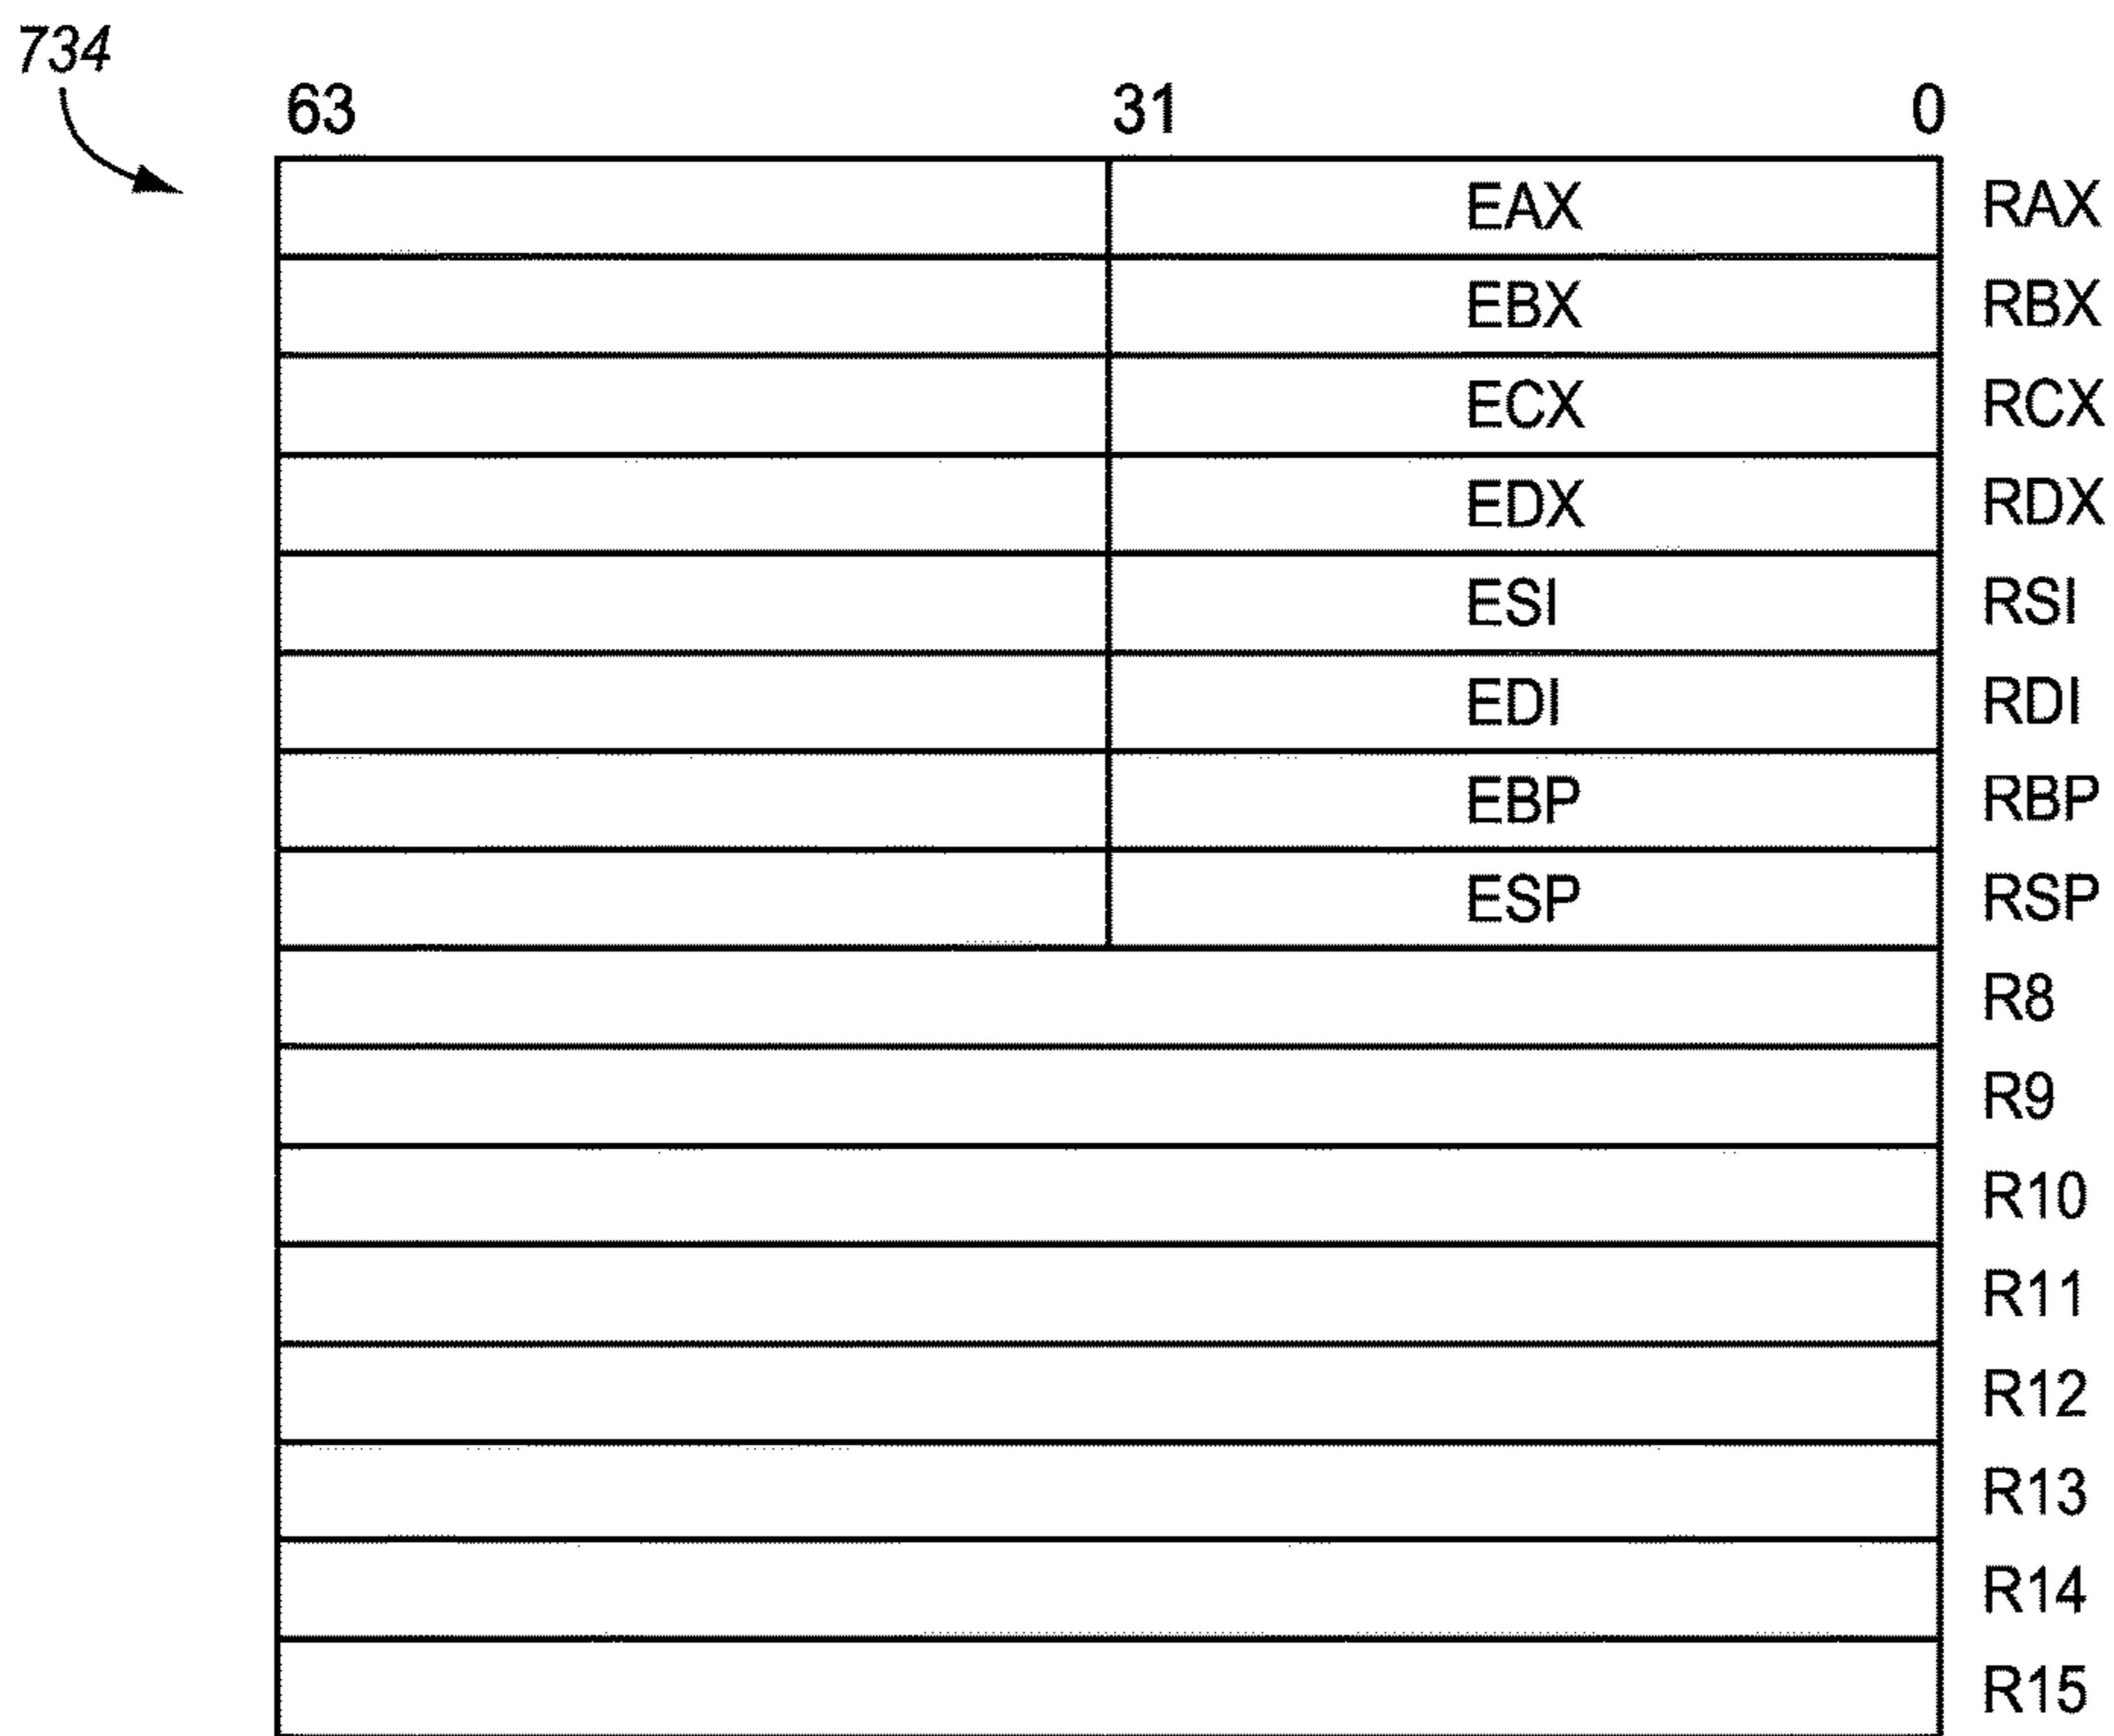 734
63 31 0
EAX RAX
EBX RBX
ECX RCX
EDX RDX
ESI RSI
EDI RDI
EBP RBP
ESP RSP
R8
R9
R10
R11
R12
R13
R14
R15